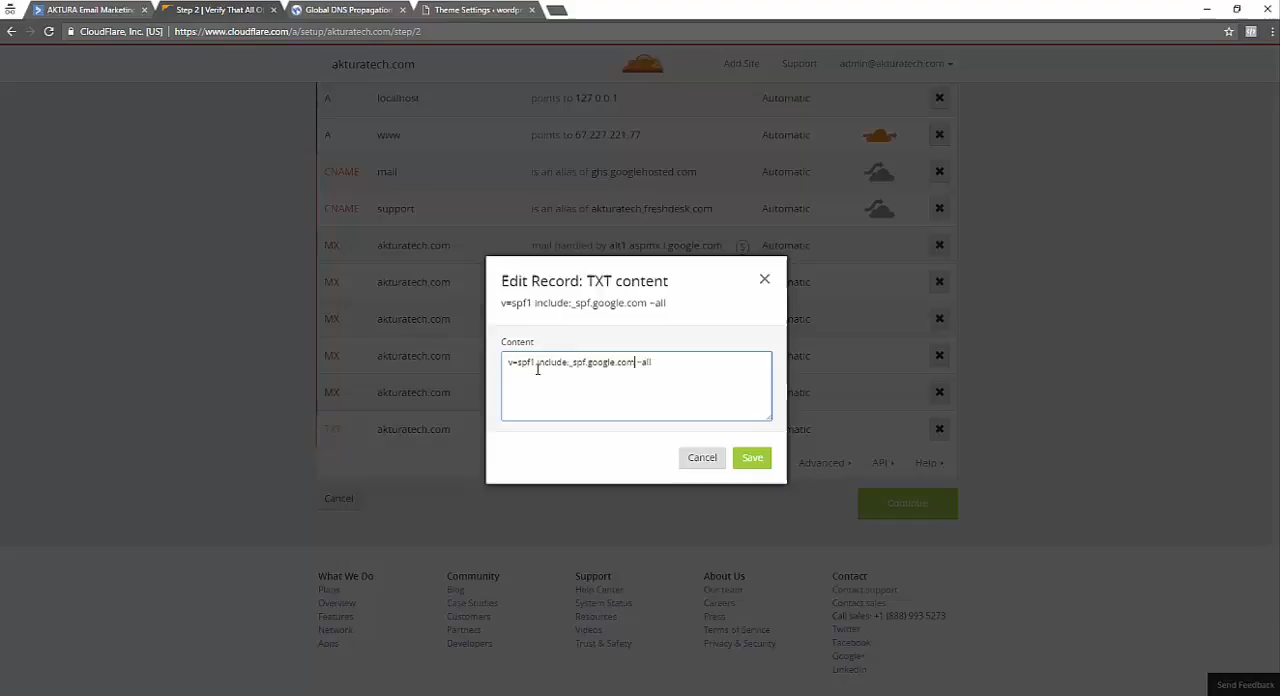 AKTURA Email Marketin
Step 2 | Verify That All O
Global DNS Propagation
Theme Settings ‹ wordpr
CloudFlare, Inc. [US] | https://www.cloudflare.com/a/setup/akturatech.com/step/2
akturatech.com Add Site Support admin@akturatech.com
A localhost points to 127.0.0.1 Automatic
A www points to 67.227.221.77 Automatic
CNAME mail is an alias of ghs.googlehosted.com Automatic
CNAME support is an alias of akturatech.freshdesk.com Automatic
MX akturatech.com mail handled by alt1.aspmx.l.google.com 5 Automatic
MX akturatech.com
MX akturatech.com
MX akturatech.com
MX akturatech.com
TXT akturatech.com
Edit Record: TXT content
v=spf1 include:_spf.google.com ~all
Content
v=spf1 include:_spf.google.com ~all
Cancel Save
Advanced API Help
Cancel Continue
What We Do Community Support About Us Contact
Plans Blog Help Center Our team Contact support
Overview Case Studies System Status Careers Contact sales
Features Customers Resources Press Call sales: +1 (888) 993 5273
Network Partners Videos Terms of Service Twitter
Apps Developers Trust & Safety Privacy & Security Facebook
Google+
LinkedIn
Send Feedback